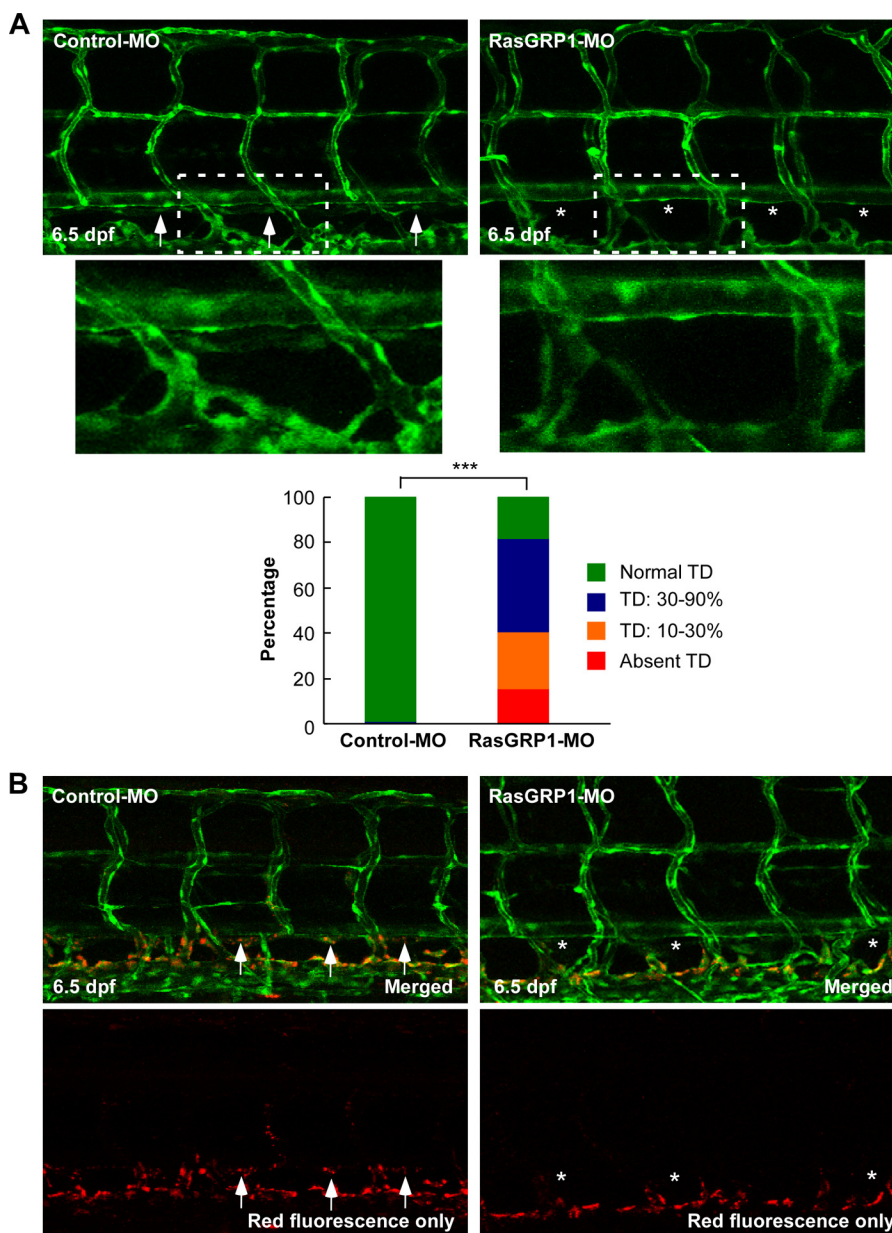 A
Control-MO
6.5 dpf
RasGRP1-MO
6.5 dpf
* * * *
***
Percentage
100
80
60
40
20
0
Control-MO RasGRP1-MO
Normal TD
TD: 30-90%
TD: 10-30%
Absent TD
B
Control-MO
6.5 dpf
Merged
RasGRP1-MO
* * *
6.5 dpf
Merged
Red fluorescence only
* * *
Red fluorescence only